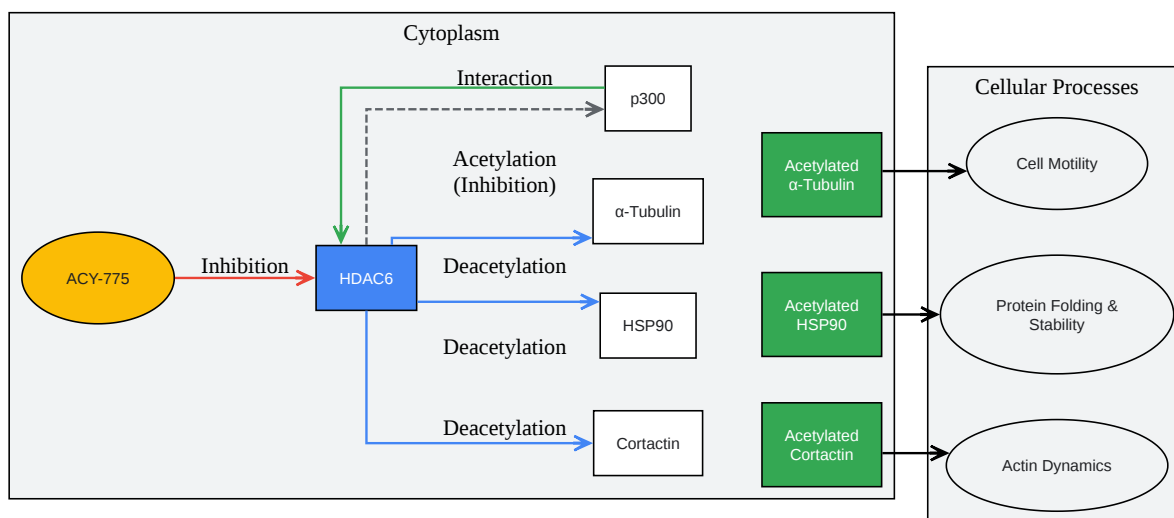 Cytoplasm
Interaction
p300
Cellular Processes
Acetylation
(Inhibition)
Acetylated
α-Tubulin
Cell Motility
α-Tubulin
Inhibition
ACY-775
HDAC6
Deacetylation
Acetylated
HSP90
Protein Folding &
Stability
HSP90
Deacetylation
Deacetylation
Cortactin
Acetylated
Cortactin
Actin Dynamics